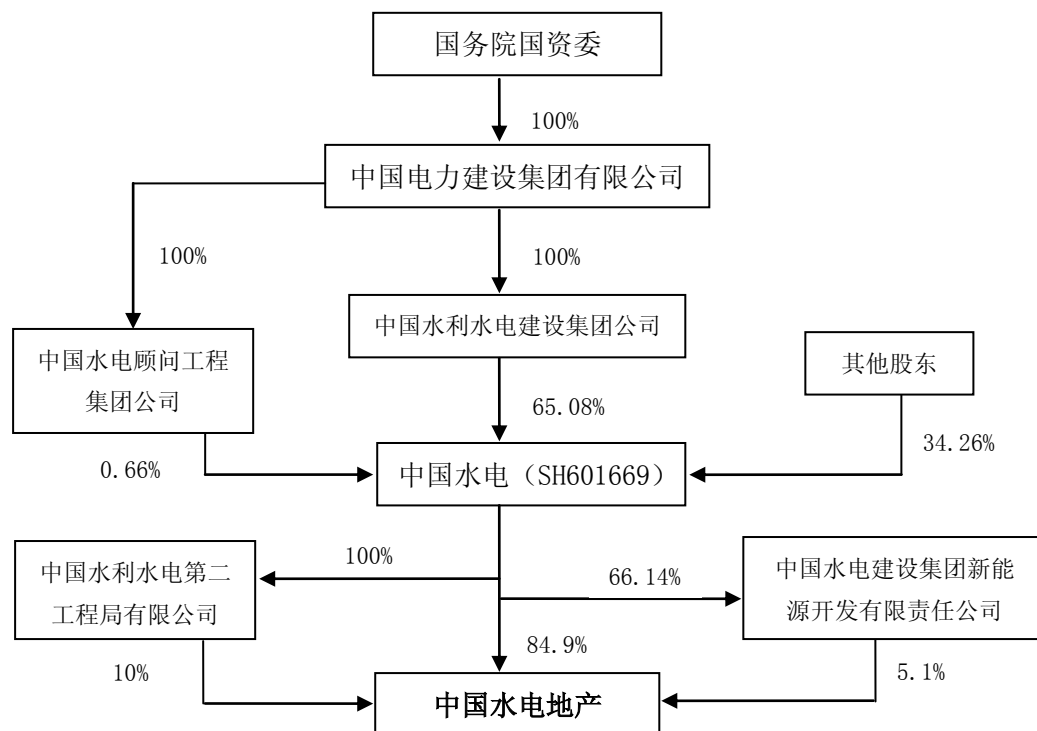 国务院国资委
100%
中国电力建设集团有限公司
100%
100%
中国水利水电建设集团公司
中国水电顾问工程
集团公司
其他股东
65.08%
34.26%
0.66%
中国水电（SH601669）
100%
66.14%
中国水利水电第二
工程局有限公司
中国水电建设集团新能
源开发有限责任公司
84.9%
10%
5.1%
中国水电地产